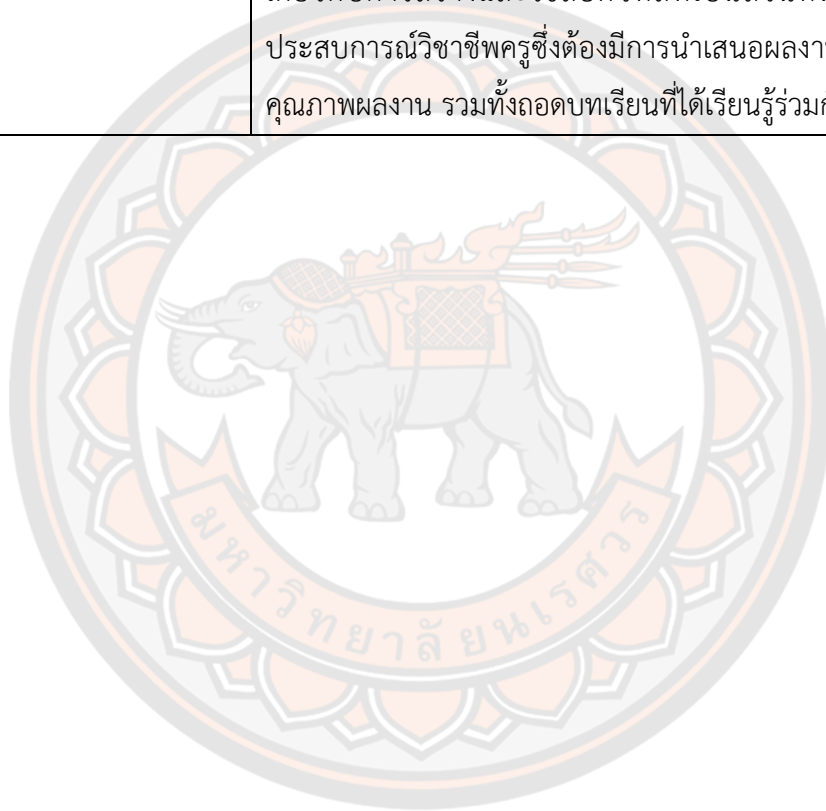 ประสบการณ์วิชาชีพครูซึ่งต้องมีการนำเสนอผลงาน
คุณภาพผลงาน รวมทั้งถอดบทเรียนที่ได้เรียนรู้ร่วมกั
มหาวิทยาลัยนเรศวร